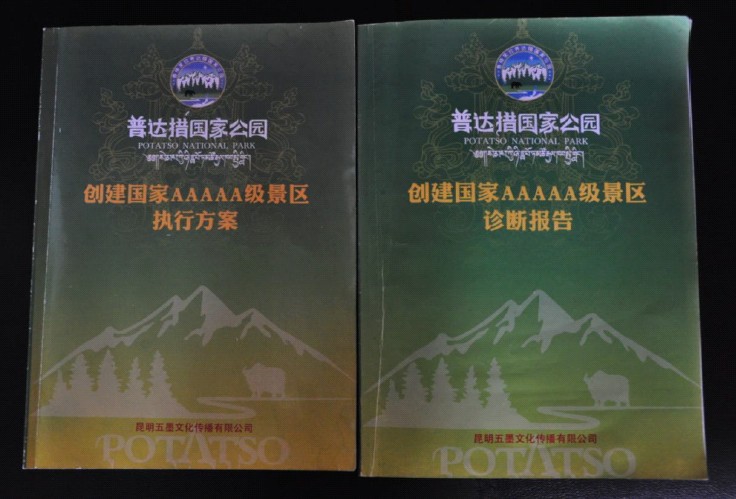 普达措国家公园
POTATSO NATIONAL PARK
创建国家AAAAA级景区
执行方案
昆明五墨文化传播有限公司
POTATSO
普达措国家公园
POTATSO NATIONAL PARK
创建国家AAAAA级景区
诊断报告
昆明五墨文化传播有限公司
POTATSO